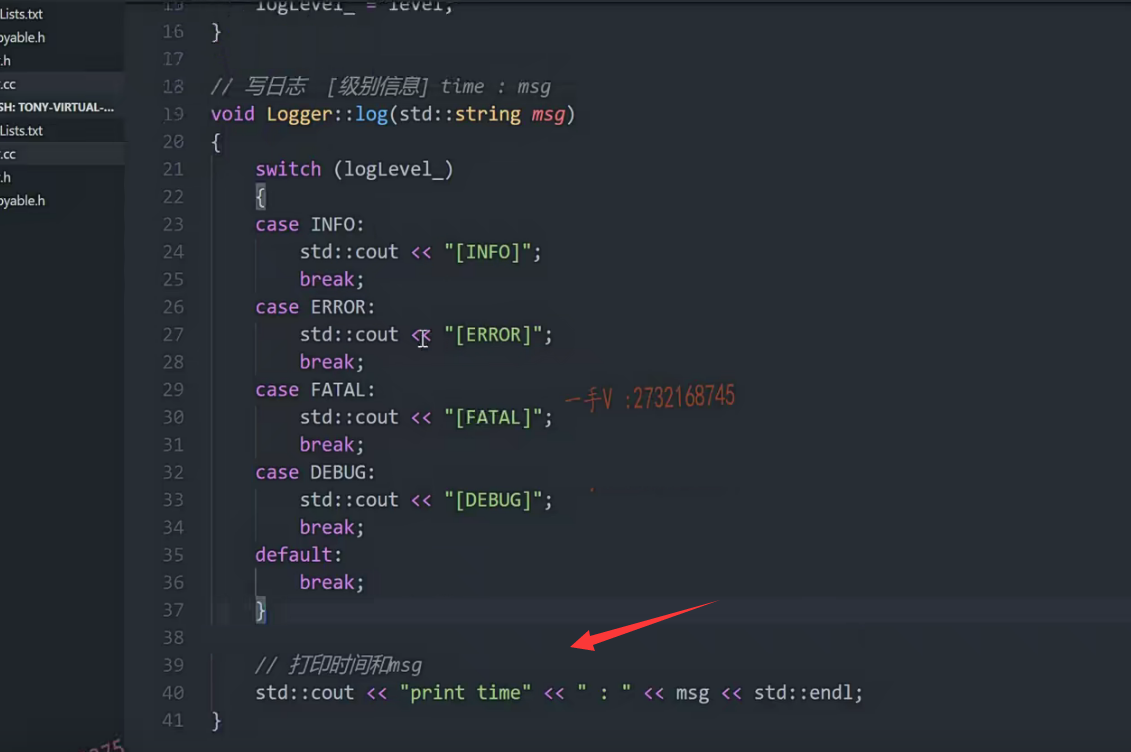 Lists.txt
pyable.h
.h
.cc
SH: TONY-VIRTUAL-...
Lists.txt
.cc
.h
pyable.h
15 logLevel_ = level;
16 }
17
18 // 写日志 [级别信息] time : msg
19 void Logger::log(std::string msg)
20 {
21 switch (logLevel_)
22 {
23 case INFO:
24 std::cout << "[INFO]";
25 break;
26 case ERROR:
27 std::cout << "[ERROR]";
28 break;
29 case FATAL:
30 std::cout << "[FATAL]";
31 break;
32 case DEBUG:
33 std::cout << "[DEBUG]";
34 break;
35 default:
36 break;
37 }
38
39 // 打印时间和msg
40 std::cout << "print time" << " : " << msg << std::endl;
41 }
一手V :2732168745